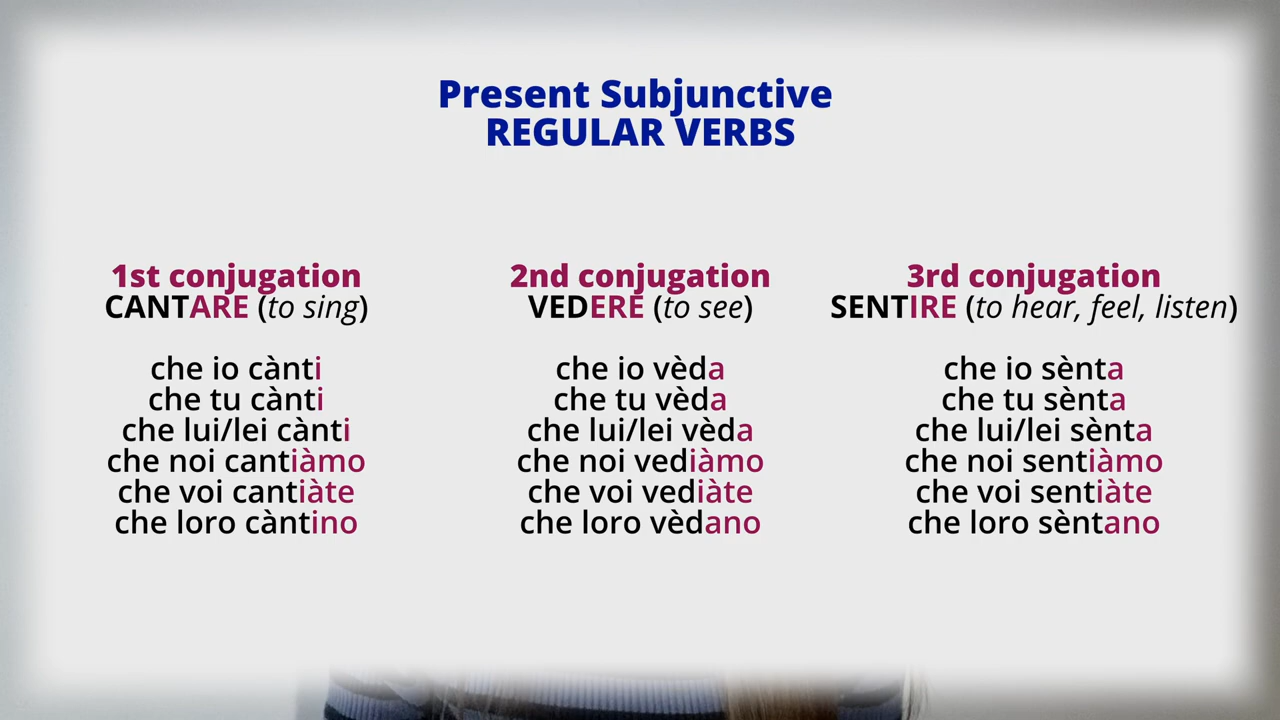 Present Subjunctive
REGULAR VERBS
1st conjugation
CANTARE (to sing)
che io cànti
che tu cànti
che lui/lei cànti
che noi cantiàmo
che voi cantiàte
che loro càntino
2nd conjugation
VEDERE (to see)
che io vèda
che tu vèda
che lui/lei vèda
che noi vediàmo
che voi vediàte
che loro vèdano
3rd conjugation
SENTIRE (to hear, feel, listen)
che io sènta
che tu sènta
che lui/lei sènta
che noi sentiàmo
che voi sentiàte
che loro sèntano